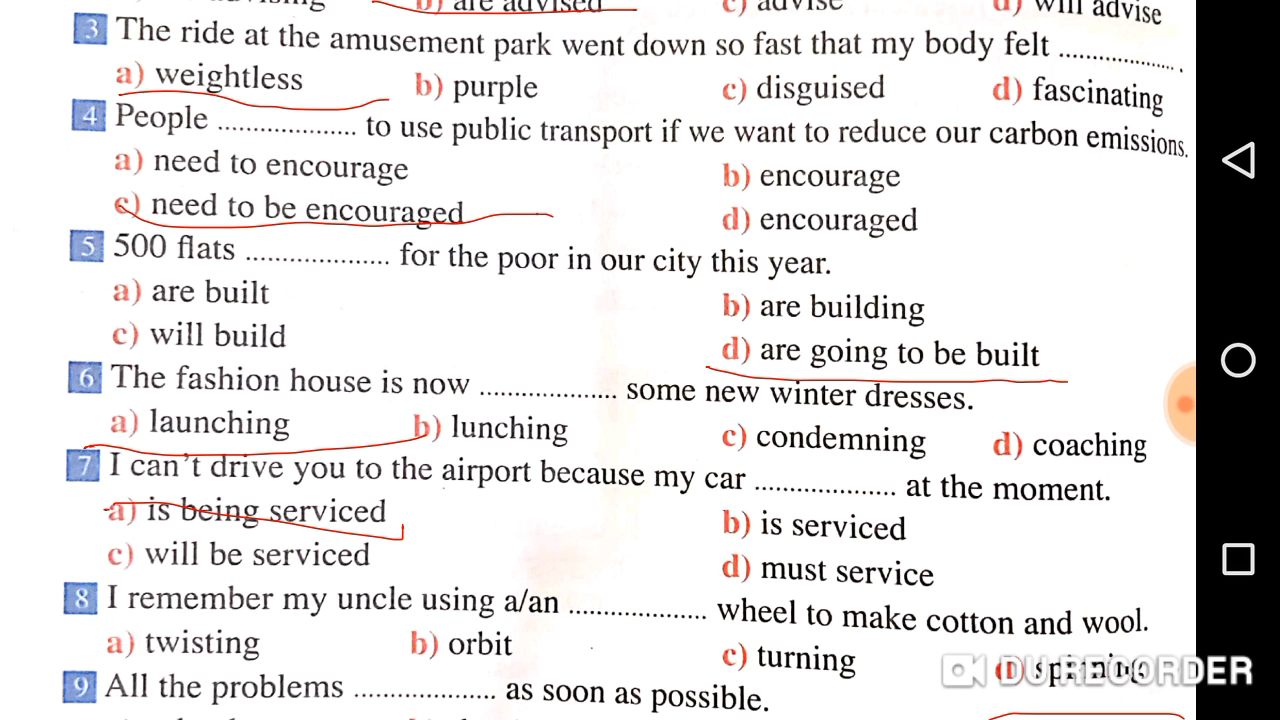 b) are advised c) advise d) will advise
3 The ride at the amusement park went down so fast that my body felt ....................
a) weightless b) purple c) disguised d) fascinating
4 People .................... to use public transport if we want to reduce our carbon emissions.
a) need to encourage b) encourage
c) need to be encouraged d) encouraged
5 500 flats .................... for the poor in our city this year.
a) are built b) are building
c) will build d) are going to be built
6 The fashion house is now .................... some new winter dresses.
a) launching b) lunching c) condemning d) coaching
7 I can't drive you to the airport because my car .................... at the moment.
a) is being serviced b) is serviced
c) will be serviced d) must service
8 I remember my uncle using a/an .................... wheel to make cotton and wool.
a) twisting b) orbit c) turning d) spinning
DU RECORDER
9 All the problems .................... as soon as possible.